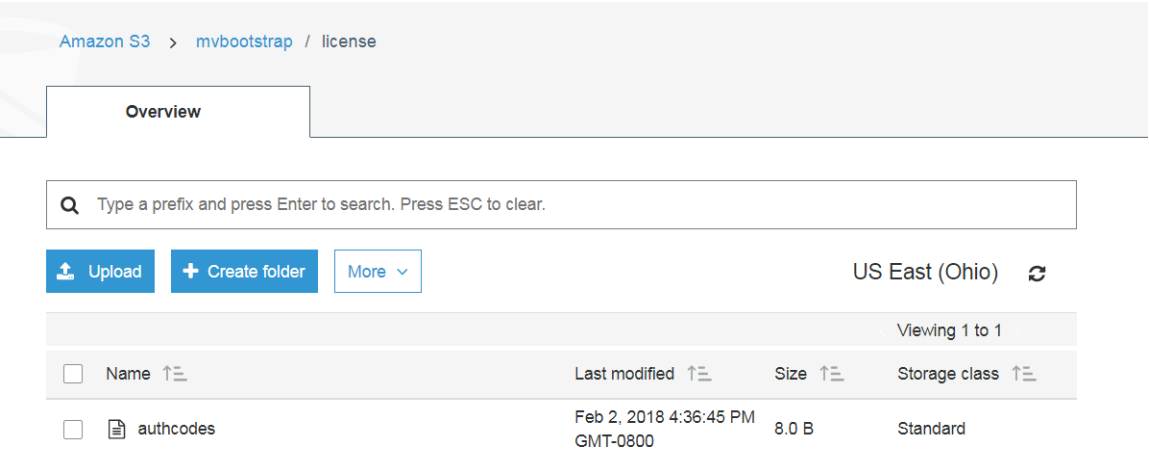 Amazon S3 > mvbootstrap / license
Overview
Type a prefix and press Enter to search. Press ESC to clear.
Upload + Create folder More US East (Ohio)
Viewing 1 to 1
Name Last modified Size Storage class
authcodes Feb 2, 2018 4:36:45 PM 8.0 B Standard
GMT-0800